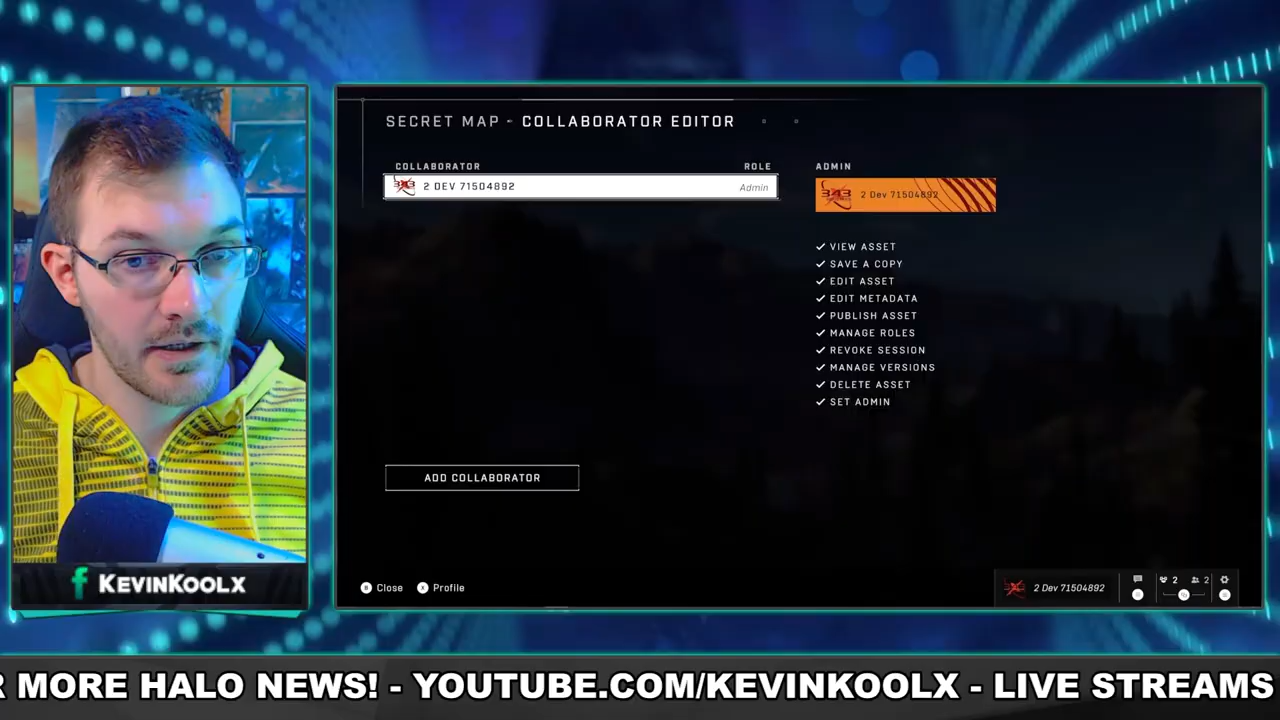 SECRET MAP - COLLABORATOR EDITOR
COLLABORATOR ROLE
343 2 DEV 71504892 Admin
ADMIN
343 2 Dev 71504892
VIEW ASSET
SAVE A COPY
EDIT ASSET
EDIT METADATA
PUBLISH ASSET
MANAGE ROLES
REVOKE SESSION
MANAGE VERSIONS
DELETE ASSET
SET ADMIN
ADD COLLABORATOR
B Close X Profile
2 Dev 71504892
2 2
f KEVINKOOLX
R MORE HALO NEWS! - YOUTUBE.COM/KEVINKOOLX - LIVE STREAMS